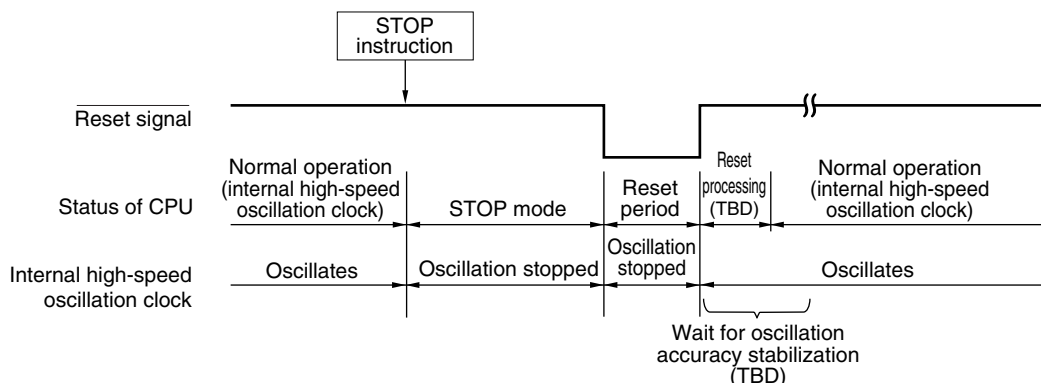 STOP
instruction
Reset signal
Status of CPU
Normal operation
(internal high-speed
oscillation clock)
STOP mode
Reset
period
Reset
processing
(TBD)
Normal operation
(internal high-speed
oscillation clock)
Internal high-speed
oscillation clock
Oscillates
Oscillation stopped
Oscillation
stopped
Oscillates
Wait for oscillation
accuracy stabilization
(TBD)